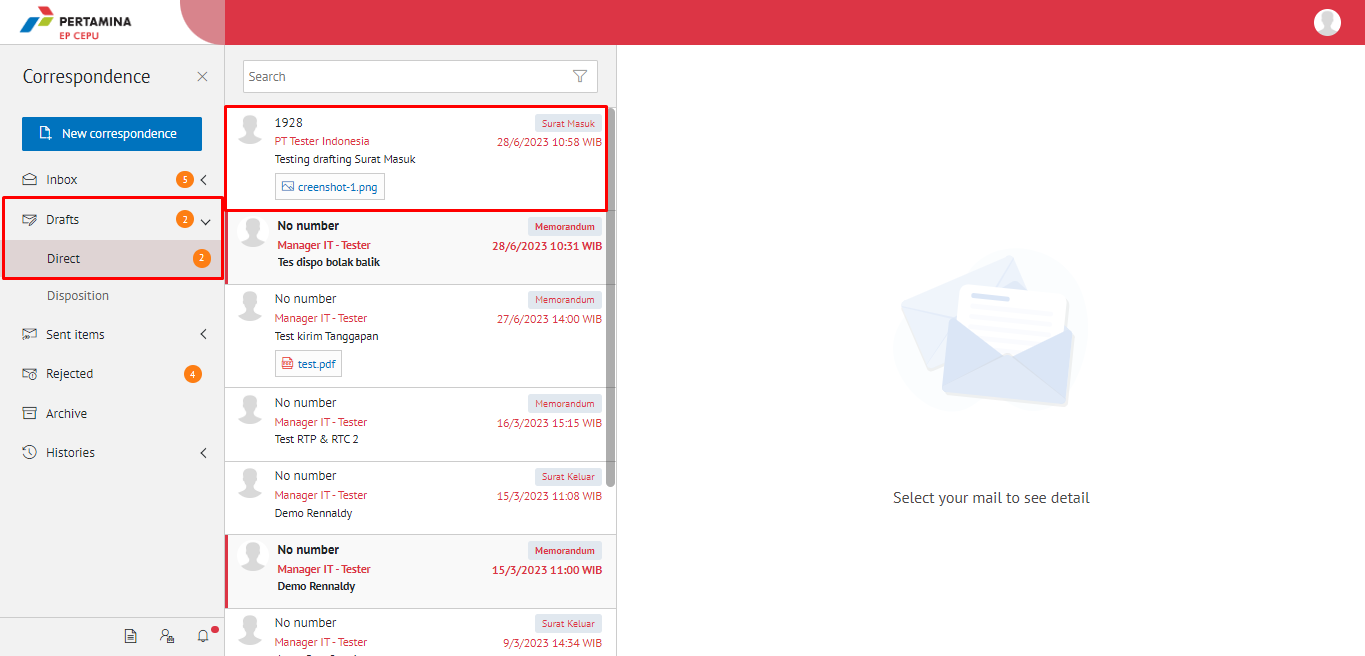 PERTAMINA
EP CEPU
Correspondence
New correspondence
Inbox 5
Drafts 2
Direct 2
Disposition
Sent items
Rejected 4
Archive
Histories
Search
1928 Surat Masuk
PT Tester Indonesia 28/6/2023 10:58 WIB
Testing drafting Surat Masuk
creenshot-1.png
No number Memorandum
Manager IT - Tester 28/6/2023 10:31 WIB
Tes dispo bolak balik
No number Memorandum
Manager IT - Tester 27/6/2023 14:00 WIB
Test kirim Tanggapan
test.pdf
No number Memorandum
Manager IT - Tester 16/3/2023 15:15 WIB
Test RTP & RTC 2
No number Surat Keluar
Manager IT - Tester 15/3/2023 11:08 WIB
Demo Rennaldy
No number Memorandum
Manager IT - Tester 15/3/2023 11:00 WIB
Demo Rennaldy
No number Surat Keluar
Manager IT - Tester 9/3/2023 14:34 WIB
Select your mail to see detail